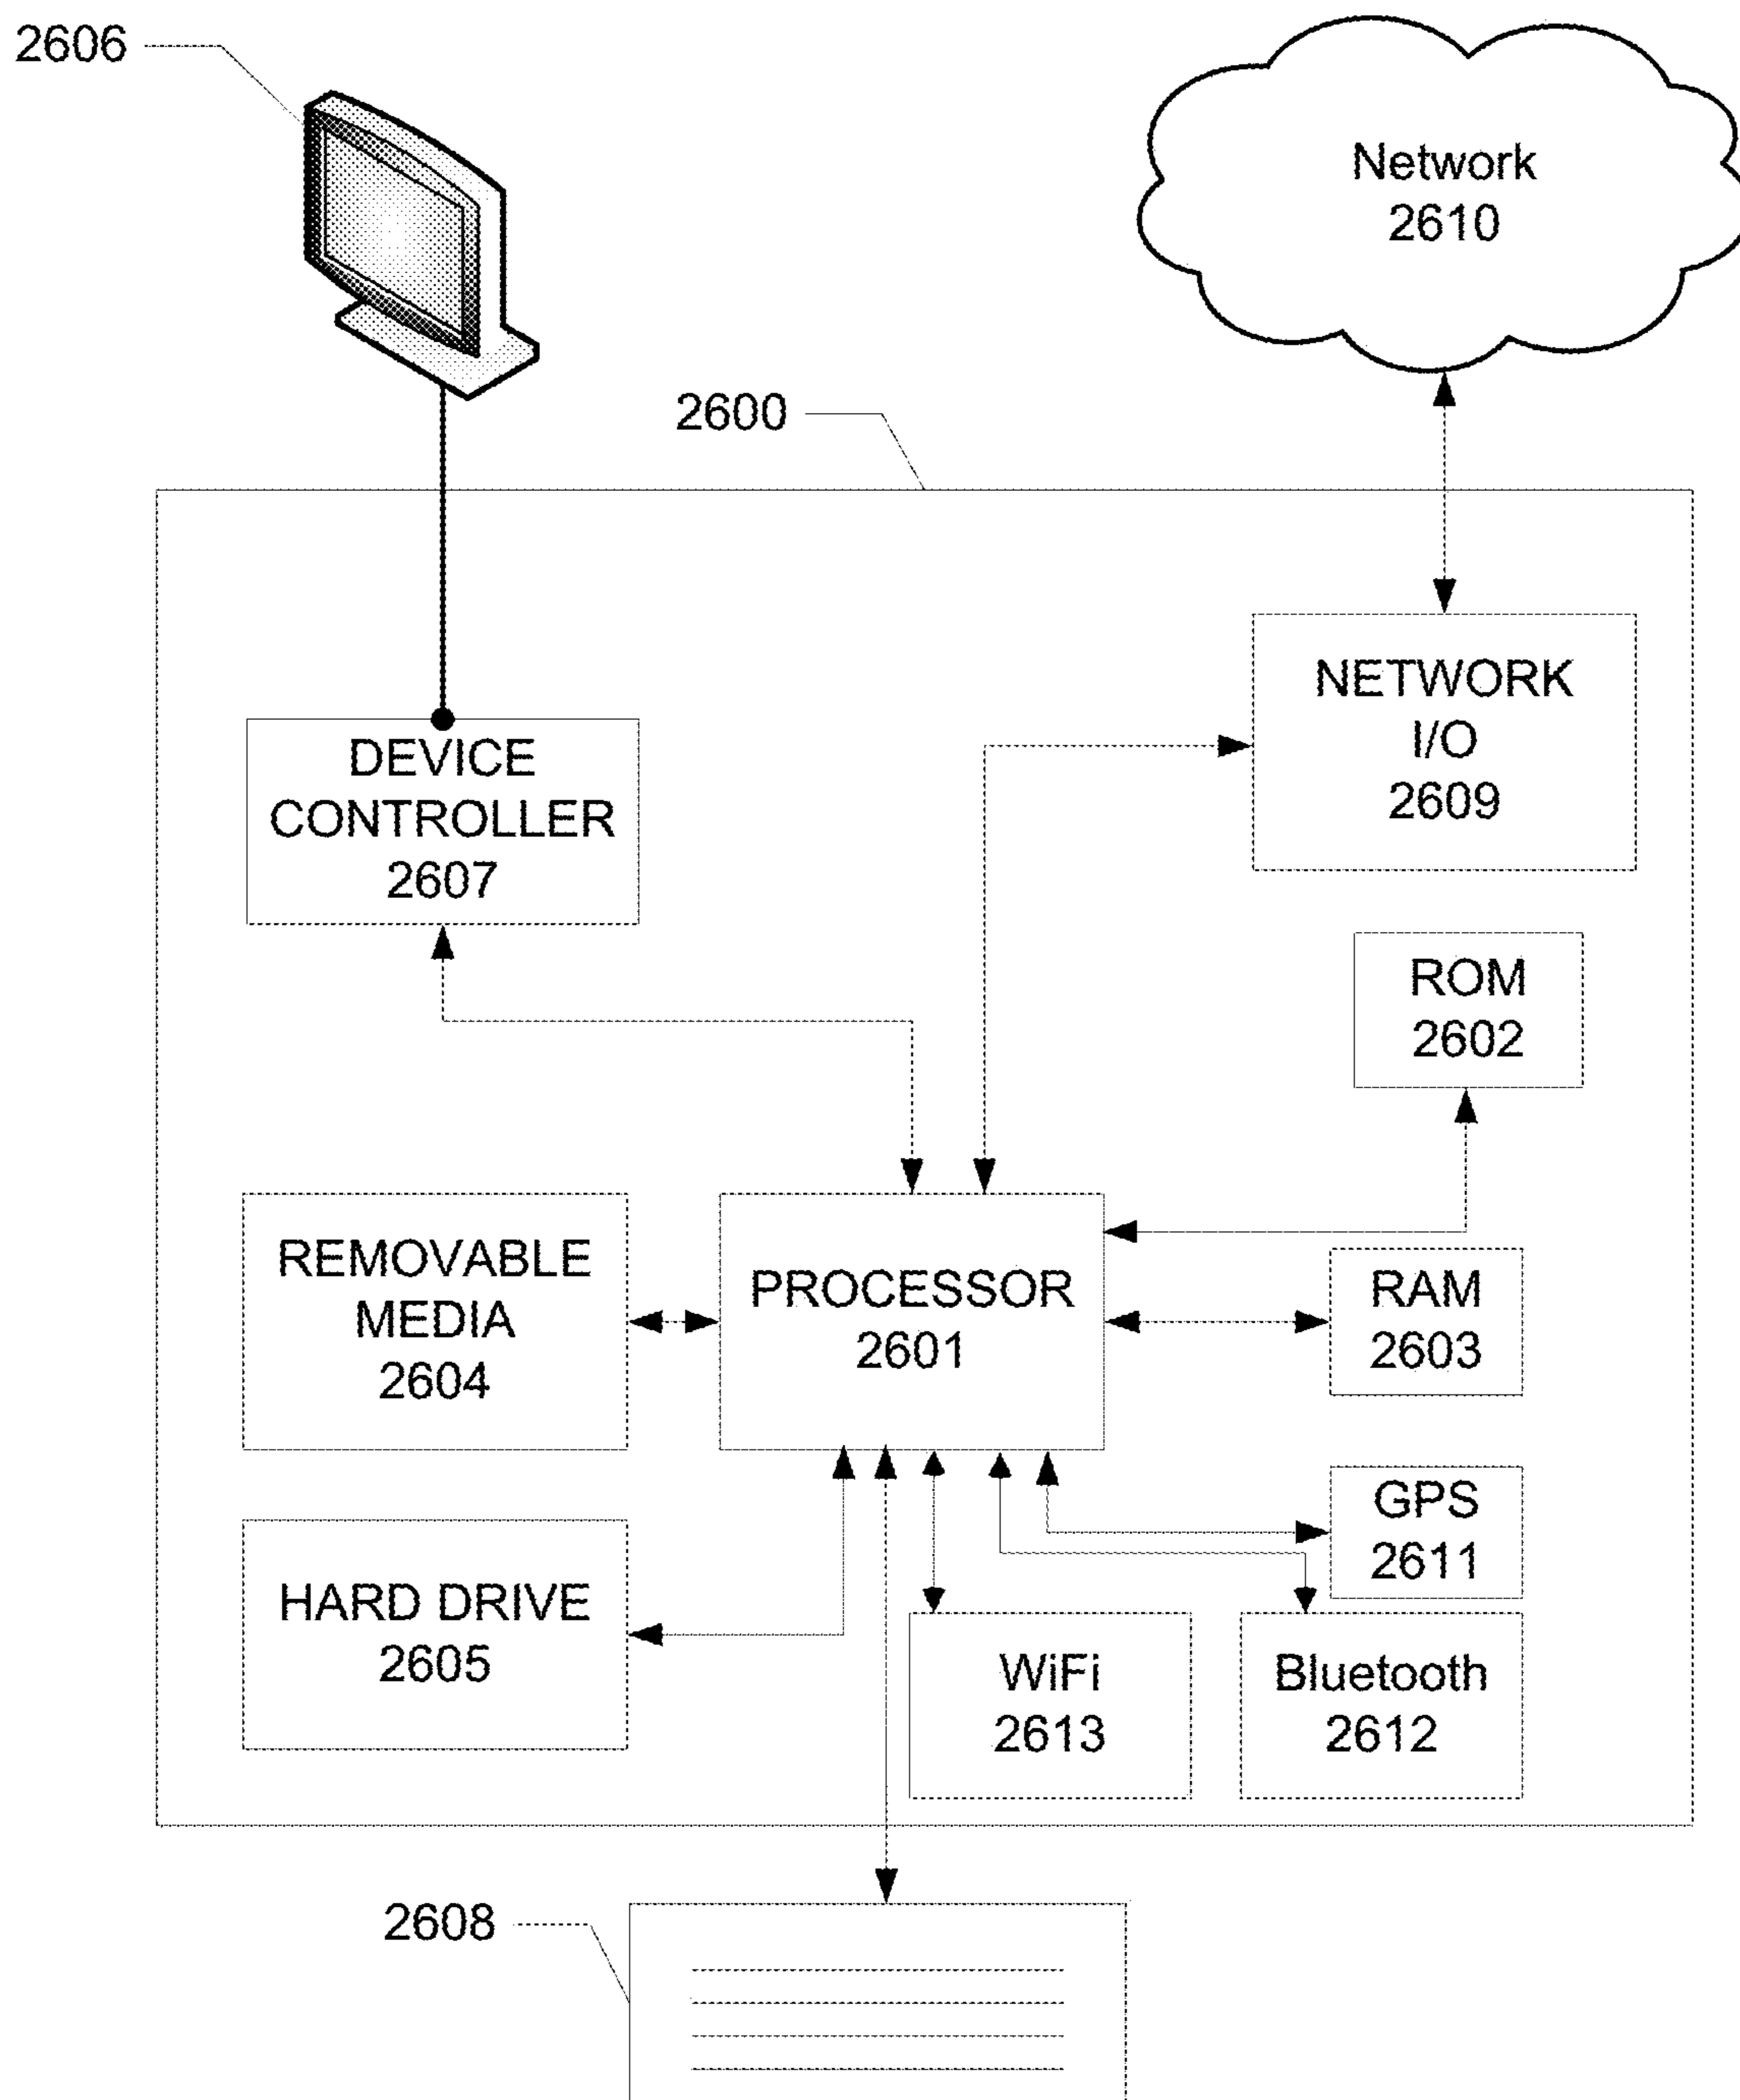 2606
Network
2610
2600
NETWORK
I/O
2609
DEVICE
CONTROLLER
2607
ROM
2602
REMOVABLE
MEDIA
2604
PROCESSOR
2601
RAM
2603
GPS
2611
HARD DRIVE
2605
WiFi
2613
Bluetooth
2612
2608